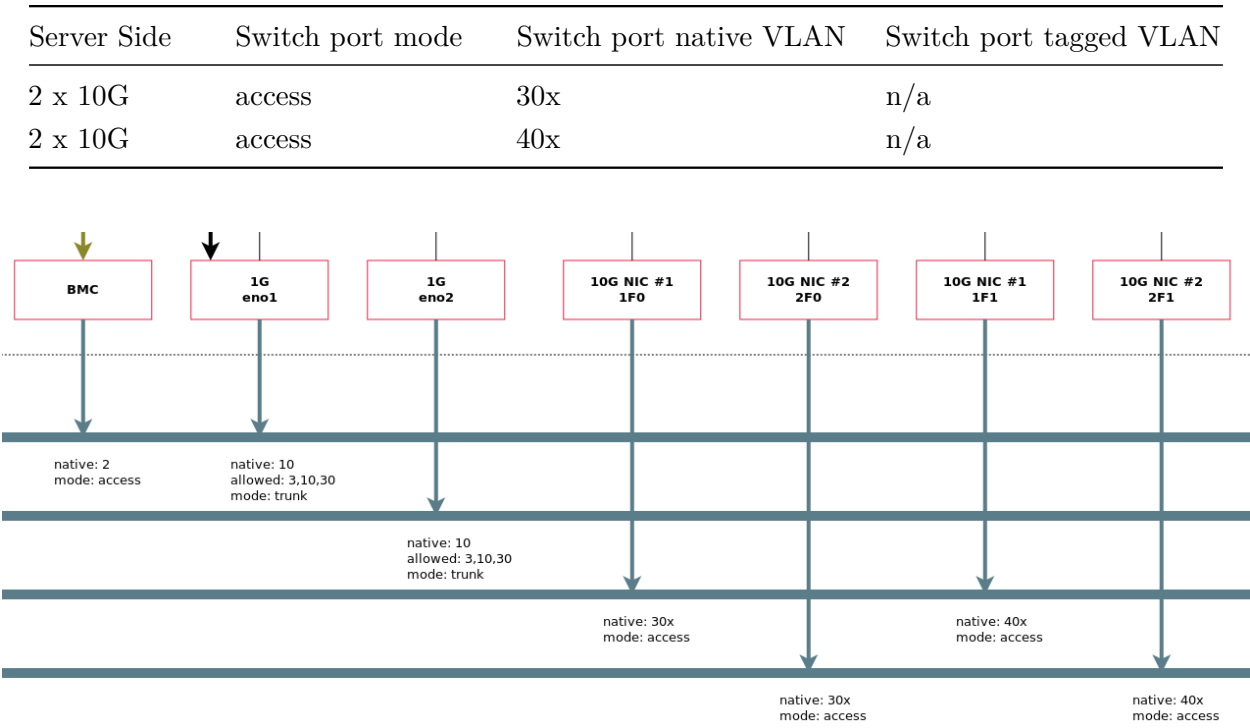 Server Side Switch port mode Switch port native VLAN Switch port tagged VLAN
2 x 10G access 30x n/a
2 x 10G access 40x n/a
BMC
1G
eno1
1G
eno2
10G NIC #1
1F0
10G NIC #2
2F0
10G NIC #1
1F1
10G NIC #2
2F1
native: 2
mode: access
native: 10
allowed: 3,10,30
mode: trunk
native: 10
allowed: 3,10,30
mode: trunk
native: 30x
mode: access
native: 40x
mode: access
native: 30x
mode: access
native: 40x
mode: access